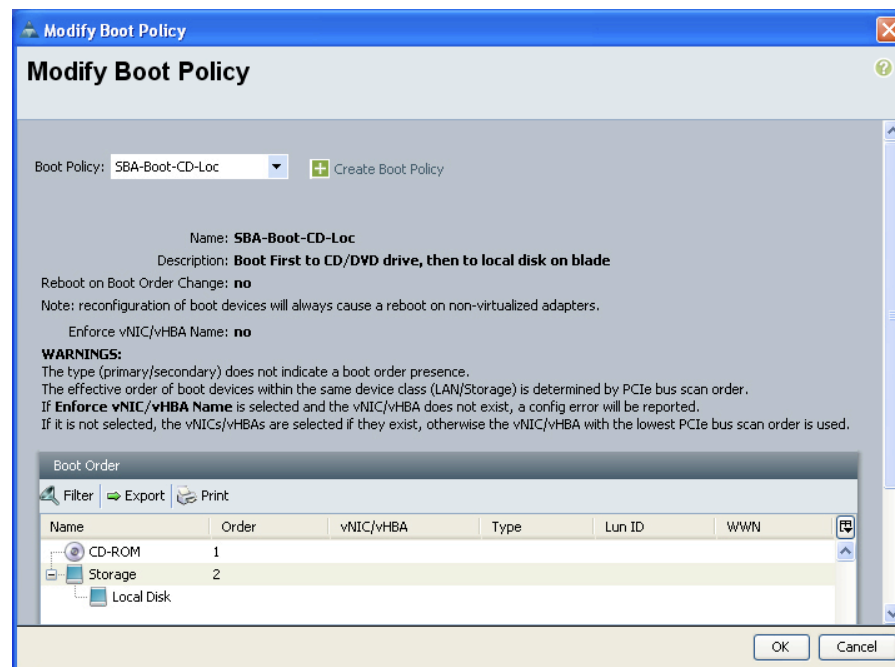 Modify Boot Policy
Modify Boot Policy
Boot Policy: SBA-Boot-CD-Loc Create Boot Policy
Name: SBA-Boot-CD-Loc
Description: Boot First to CD/DVD drive, then to local disk on blade
Reboot on Boot Order Change: no
Note: reconfiguration of boot devices will always cause a reboot on non-virtualized adapters.
Enforce vNIC/vHBA Name: no
WARNINGS:
The type (primary/secondary) does not indicate a boot order presence.
The effective order of boot devices within the same device class (LAN/Storage) is determined by PCIe bus scan order.
If Enforce vNIC/vHBA Name is selected and the vNIC/vHBA does not exist, a config error will be reported.
If it is not selected, the vNICs/vHBAs are selected if they exist, otherwise the vNIC/vHBA with the lowest PCIe bus scan order is used.
Boot Order
Filter Export Print
Name Order vNIC/vHBA Type Lun ID WWN
CD-ROM 1
Storage 2
Local Disk
OK Cancel